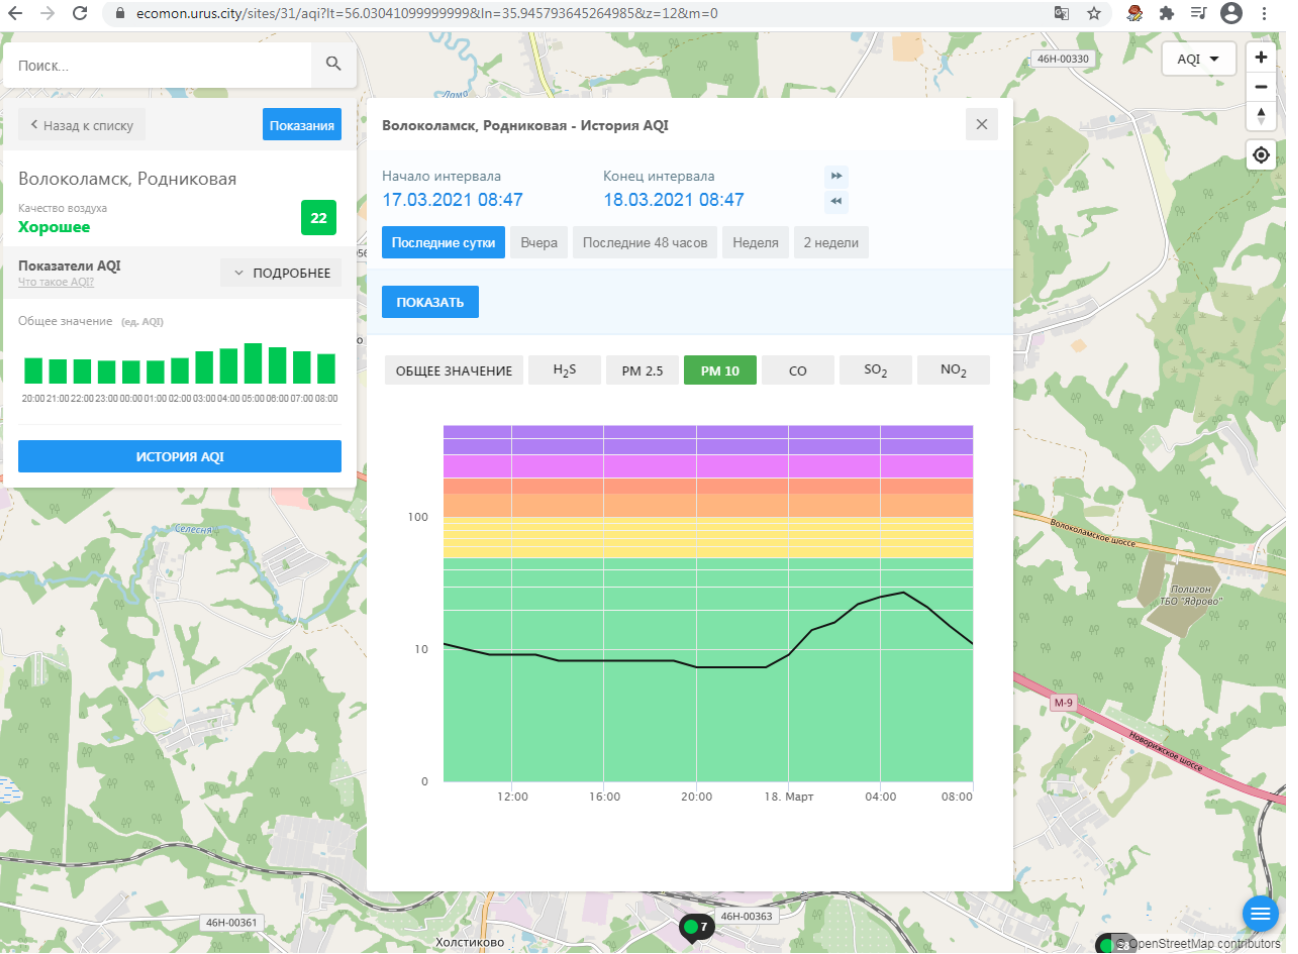 ecomon.urus.city/sites/31/aqi?lt=56.03041099999999&ln=35.945793645264985&z=12&m=0
Поиск...
Назад к списку
Показания
Волоколамск, Родниковая
Качество воздуха
Хорошее
22
Показатели AQI
Что такое AQI?
ПОДРОБНЕЕ
Общее значение (ед. AQI)
20:00 21:00 22:00 23:00 00:00 01:00 02:00 03:00 04:00 05:00 06:00 07:00 08:00
ИСТОРИЯ AQI
Волоколамск, Родниковая - История AQI
Начало интервала
17.03.2021 08:47
Конец интервала
18.03.2021 08:47
Последние сутки
Вчера
Последние 48 часов
Неделя
2 недели
ПОКАЗАТЬ
ОБЩЕЕ ЗНАЧЕНИЕ
H₂S
PM 2.5
PM 10
CO
SO₂
NO₂
100
10
0
12:00
16:00
20:00
18. Март
04:00
08:00
AQI
46Н-00330
Лама
Селесня
Волоколамское шоссе
Полигон
ТБО "Ядрово"
М-9
Новорижское шоссе
46Н-00361
46Н-00363
Холстиково
7
© OpenStreetMap contributors